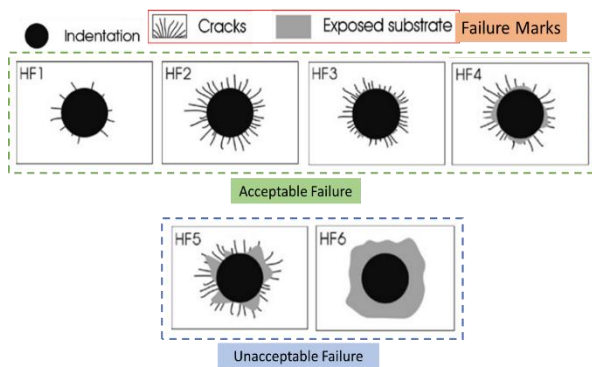 Indentation
Cracks
Exposed substrate
Failure Marks
HF1
HF2
HF3
HF4
Acceptable Failure
HF5
HF6
Unacceptable Failure